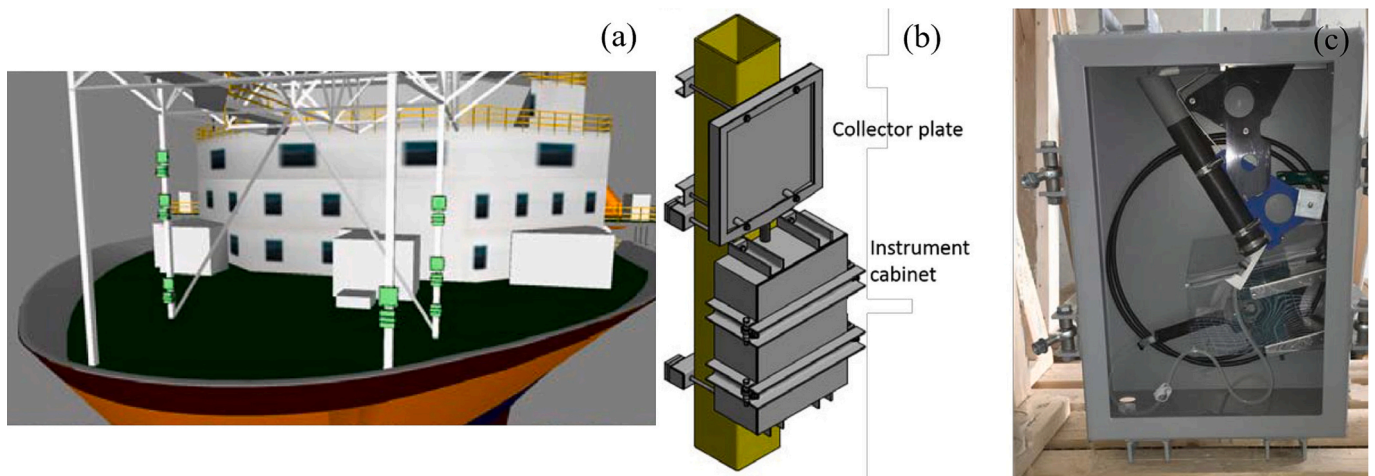 (a)
(b)
(c)
Collector plate
Instrument
cabinet